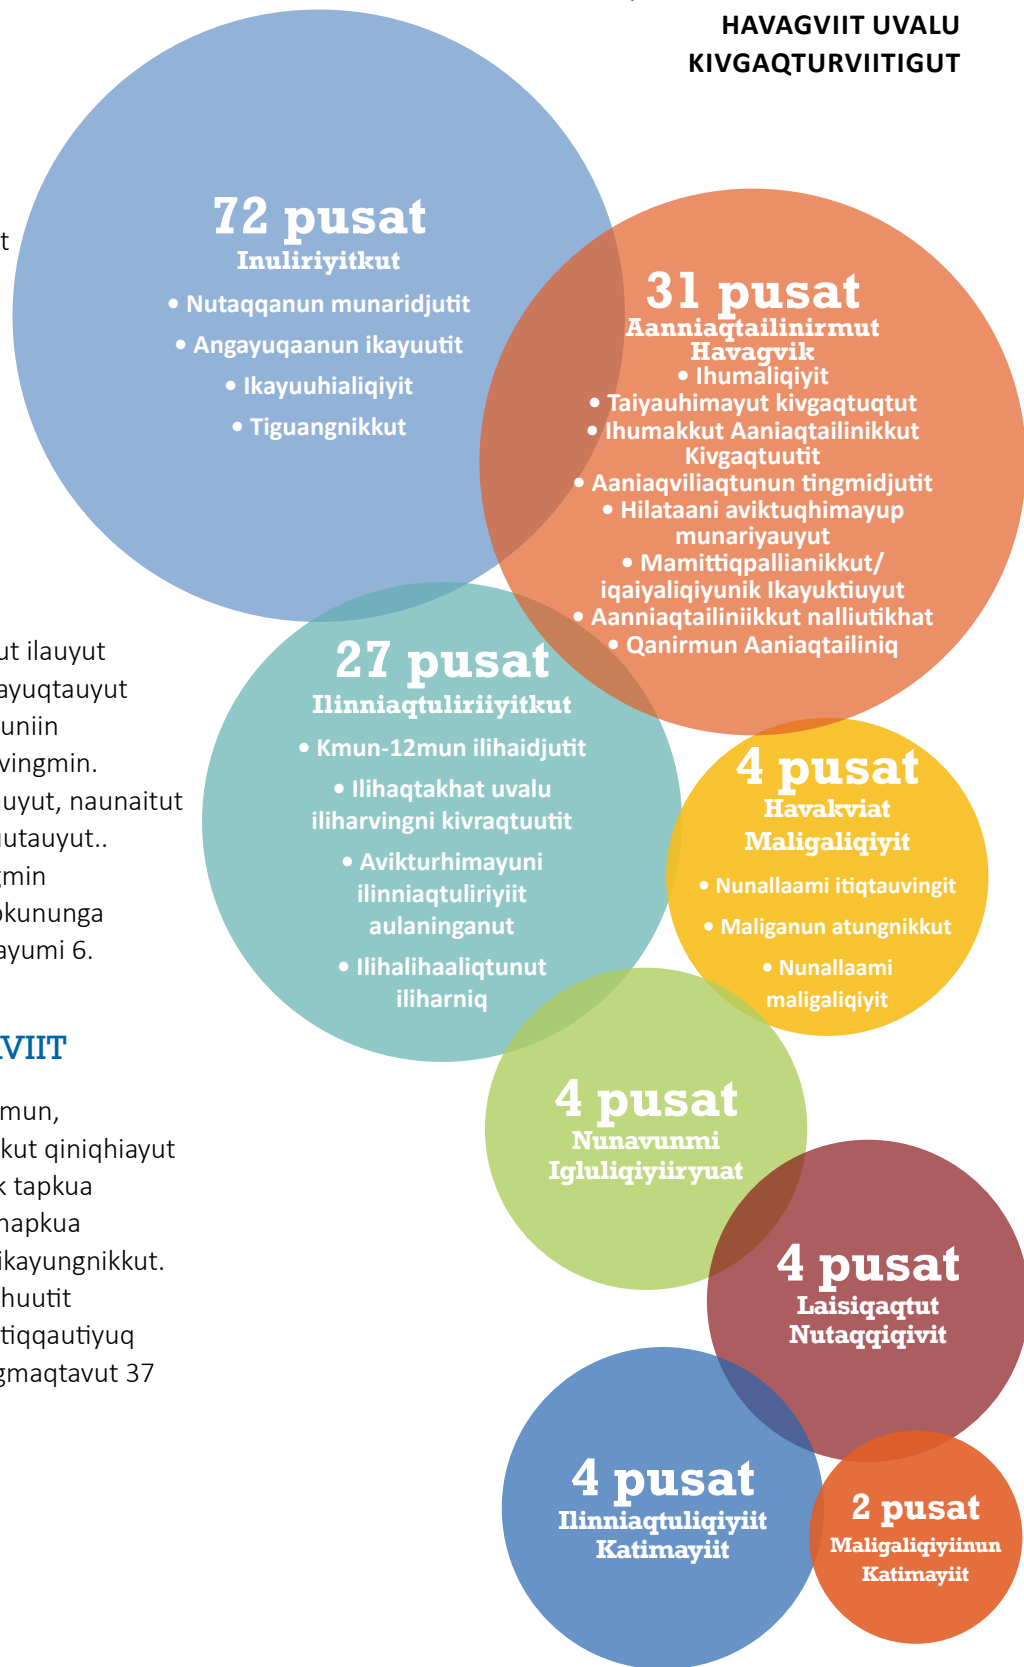 HAVAGVIIT UVALU
KIVGAQTURVIITIGUT
72 pusat
Inuliriyitkut
• Nutaqqanun munaridjutit
• Angayuqaanun ikayuutit
• Ikayuuhialiqiyit
• Tiguangnikkut
31 pusat
Aanniaqtailinirmut
Havagvik
• Ihumaliqiyit
• Taiyauhimayut kivgaqtuqtut
• Ihumakkut Aaniaqtailinikkut
Kivgaqtuutit
• Aaniaqviliaqtunun tingmidjutit
• Hilataani aviktuqhimayup
munariyauyut
• Mamittiqpallianikkut/
iqaiyaliqiyunik Ikayuktiuyut
• Aanniaqtailiniikkut nalliutikhat
• Qanirmun Aaniaqtailiniq
27 pusat
Ilinniaqtuliriiyitkut
• Kmun-12mun ilihaidjutit
• Ilihaqtakhat uvalu
iliharvingni kivraqtuutit
• Avikturhimayuni
ilinniaqtuliriyiit
aulaninganut
• Ilihalihaaliqtunut
iliharniq
4 pusat
Havakviat
Maligaliqiyit
• Nunallaami itiqtauvingit
• Maliganun atungnikkut
• Nunallaami
maligaliqiyit
4 pusat
Nunavunmi
Igluliqiyiiryuat
4 pusat
Laisiqaqtut
Nutaqqiqivit
4 pusat
Ilinniaqtuliqiyiit
Katimayiit
2 pusat
Maligaliqiyiinun
Katimayiit
t
ut ilauyut
ayuqtauyut
uniin
vingmin.
auyut, naunaitut
utauyut..
gmin
okununga
ayumi 6.
VIIT
mun,
kut qiniqhiayut
k tapkua
napkua
ikayungnikkut.
huutit
tiqqautiyuq
gmaqtavut 37